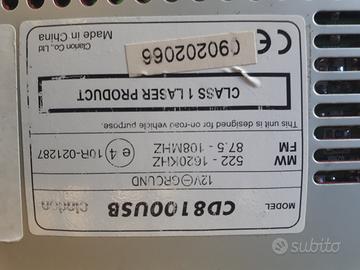 clarion
MODEL CD8100USB
12V GROUND
MW 522 - 1620KHZ
FM 87.5 - 108MHZ
e4 10R-021287
This unit is designed for on-road vehicle purpose.
CLASS 1 LASER PRODUCT
CE
Clarion Co., Ltd
Made in China
090202066
subito